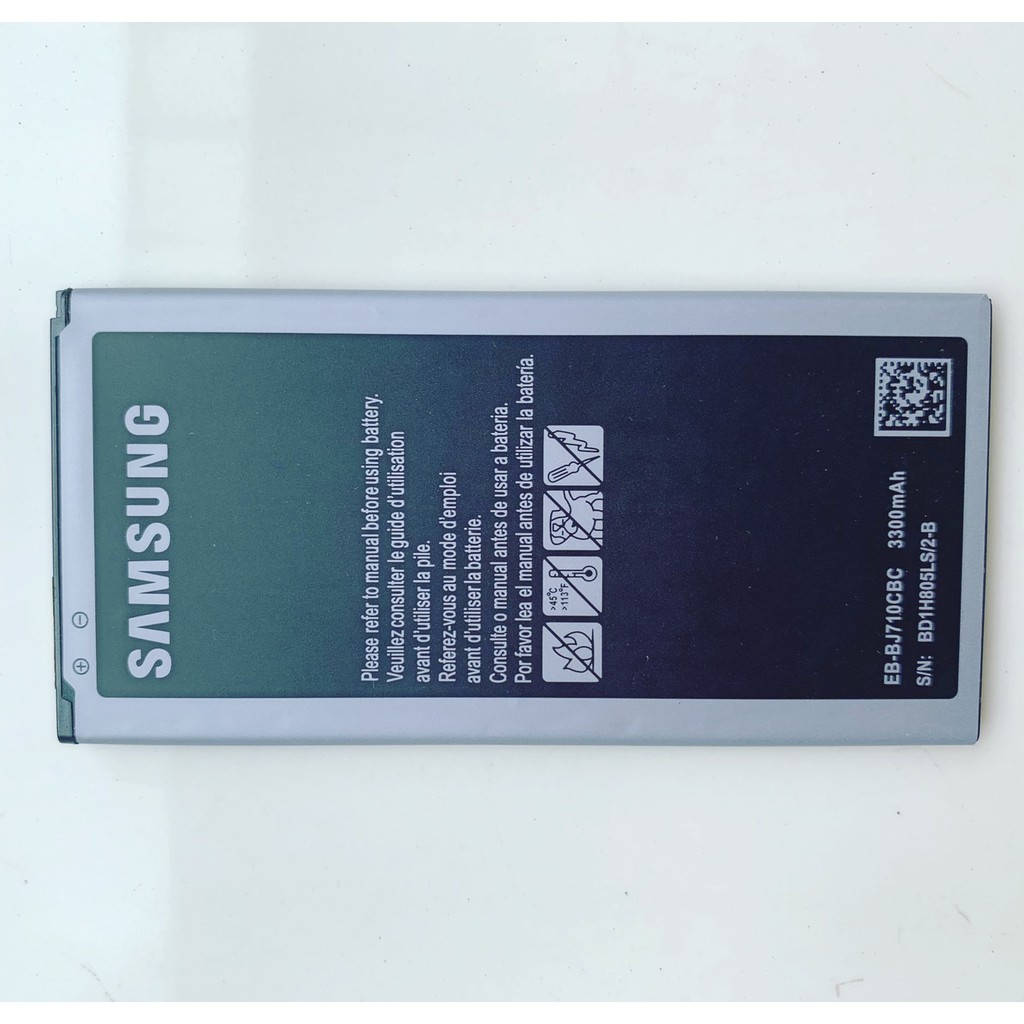 SAMSUNG
Please refer to manual before using battery.
Veuillez consulter le guide d'utilisation
avant d'utiliser la pile.
Referez-vous au mode d'emploi
avant d'utiliser la batterie.
Consulte o manual antes de usar a bateria.
Por favor lea el manual antes de utilizar la batería.
>45°C
>113°F
EB-BJ710CBC 3300mAh
S/N: BD1H805LS/2-B